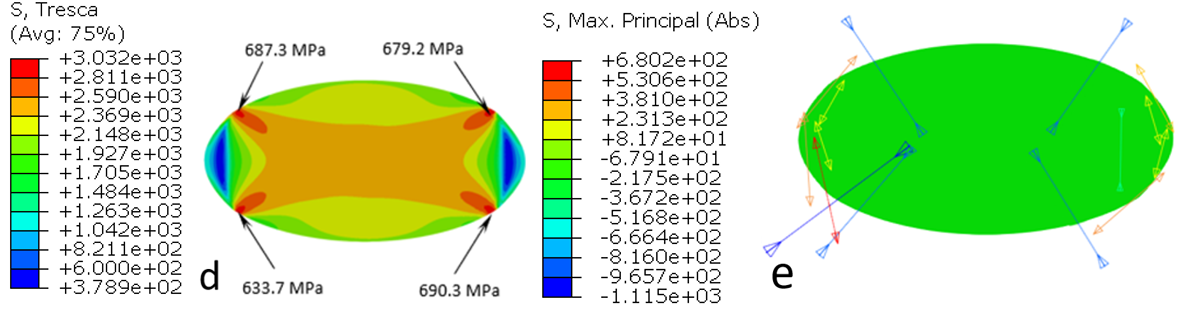 S, Tresca
(Avg: 75%)
+3.032e+03
+2.811e+03
+2.590e+03
+2.369e+03
+2.148e+03
+1.927e+03
+1.705e+03
+1.484e+03
+1.263e+03
+1.042e+03
+8.211e+02
+6.000e+02
+3.789e+02
687.3 MPa
679.2 MPa
633.7 MPa
690.3 MPa
d
S, Max. Principal (Abs)
+6.802e+02
+5.306e+02
+3.810e+02
+2.313e+02
+8.172e+01
-6.791e+01
-2.175e+02
-3.672e+02
-5.168e+02
-6.664e+02
-8.160e+02
-9.657e+02
-1.115e+03
e